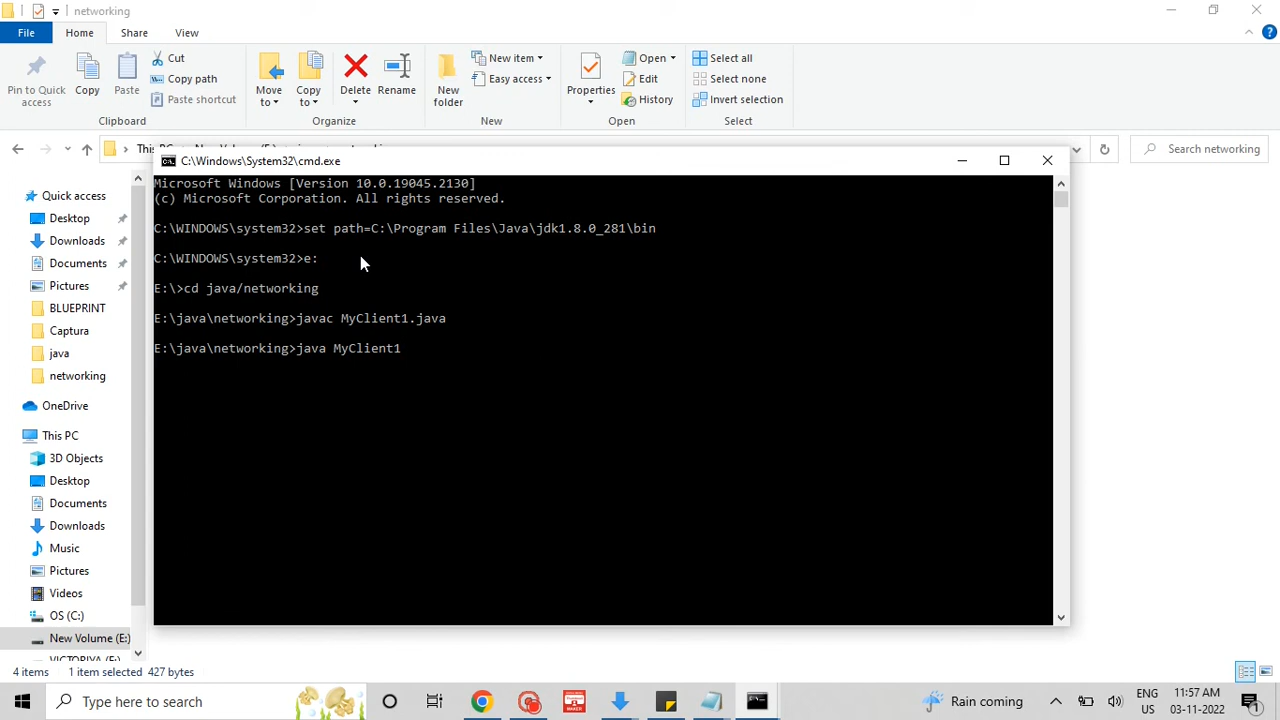 networking
File Home Share View
Pin to Quick access
Copy
Paste
Cut
Copy path
Paste shortcut
Clipboard
Move to
Copy to
Delete
Rename
Organize
New folder
New item
Easy access
New
Properties
Open
Edit
History
Open
Select all
Select none
Invert selection
Select
Search networking
C:\Windows\System32\cmd.exe
Microsoft Windows [Version 10.0.19045.2130]
(c) Microsoft Corporation. All rights reserved.
C:\WINDOWS\system32>set path=C:\Program Files\Java\jdk1.8.0_281\bin
C:\WINDOWS\system32>e:
E:\>cd java/networking
E:\java\networking>javac MyClient1.java
E:\java\networking>java MyClient1
Quick access
Desktop
Downloads
Documents
Pictures
BLUEPRINT
Captura
java
networking
OneDrive
This PC
3D Objects
Desktop
Documents
Downloads
Music
Pictures
Videos
OS (C:)
New Volume (E:)
4 items 1 item selected 427 bytes
Type here to search
Rain coming
ENG
US
11:57 AM
03-11-2022